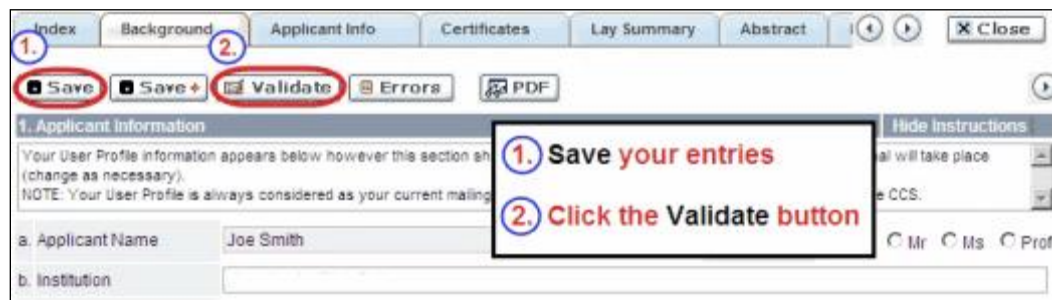 Index Background Applicant Info Certificates Lay Summary Abstract Close
1. 2.
Save Save+ Validate Errors PDF
1. Applicant Information Hide Instructions
Your User Profile information appears below however this section sh al will take place
(change as necessary).
NOTE: Your User Profile is always considered as your current mailing e CCS.
1. Save your entries
2. Click the Validate button
a. Applicant Name Joe Smith Mr Ms Prof
b. Institution